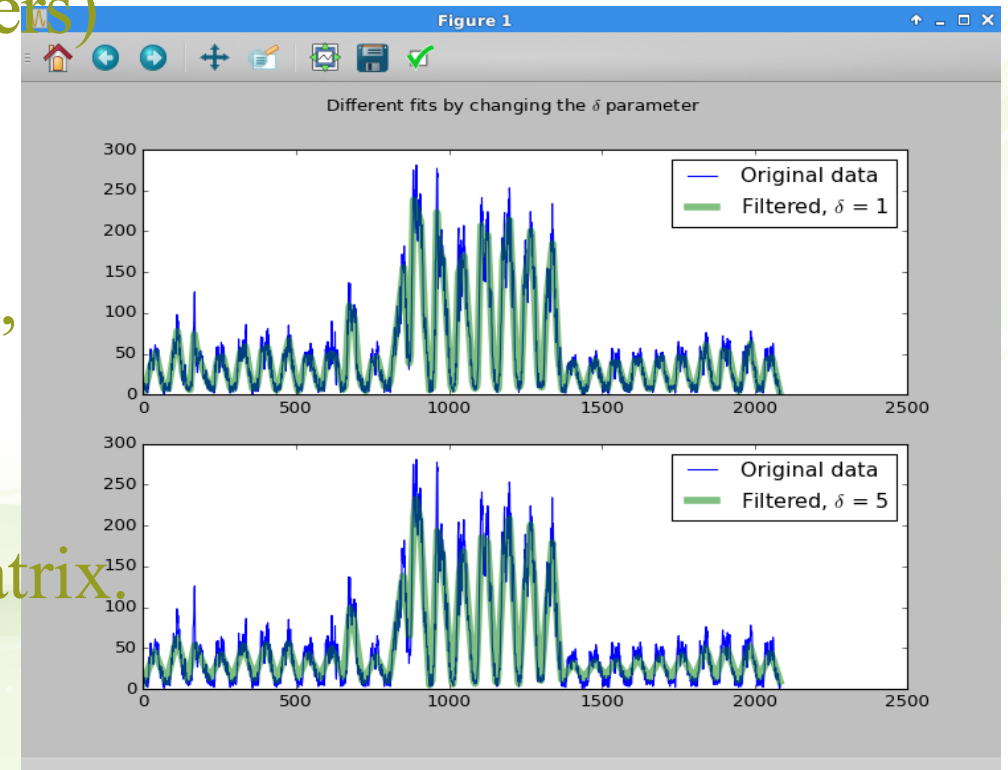 ers)
Figure 1
Different fits by changing the δ parameter
300
250
200
150
100
50
0
0 500 1000 1500 2000 2500
Original data
Filtered, δ = 1
,
300
250
200
150
100
50
0
0 500 1000 1500 2000 2500
Original data
Filtered, δ = 5
atrix.